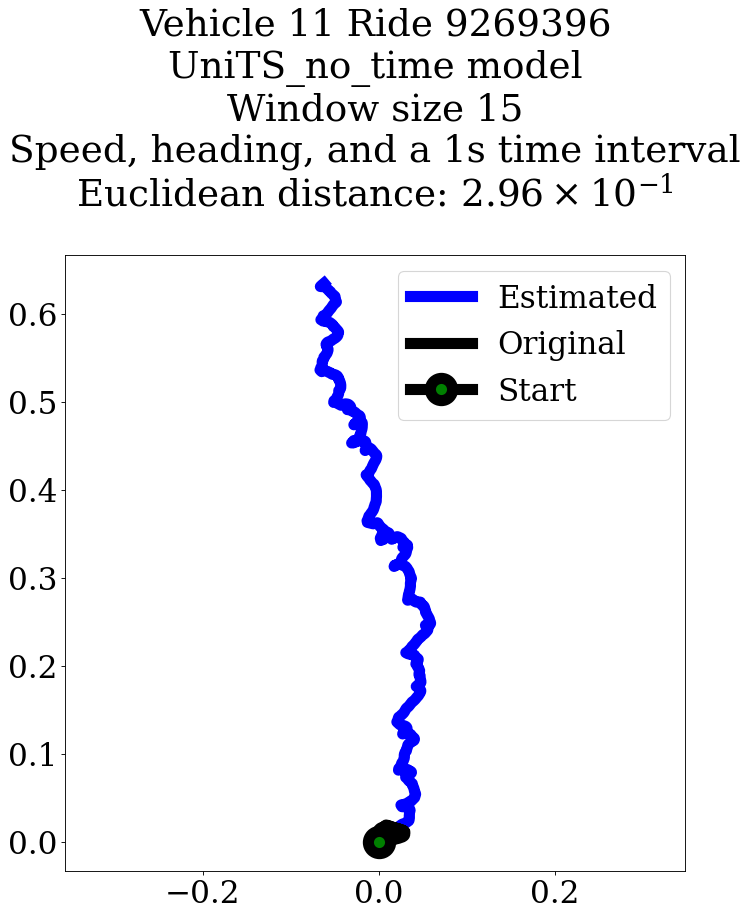 Vehicle 11 Ride 9269396
UniTS_no_time model
Window size 15
Speed, heading, and a 1s time interval
Euclidean distance: 2.96 × 10⁻¹
Estimated
Original
Start
0.6
0.5
0.4
0.3
0.2
0.1
0.0
−0.2
0.0
0.2